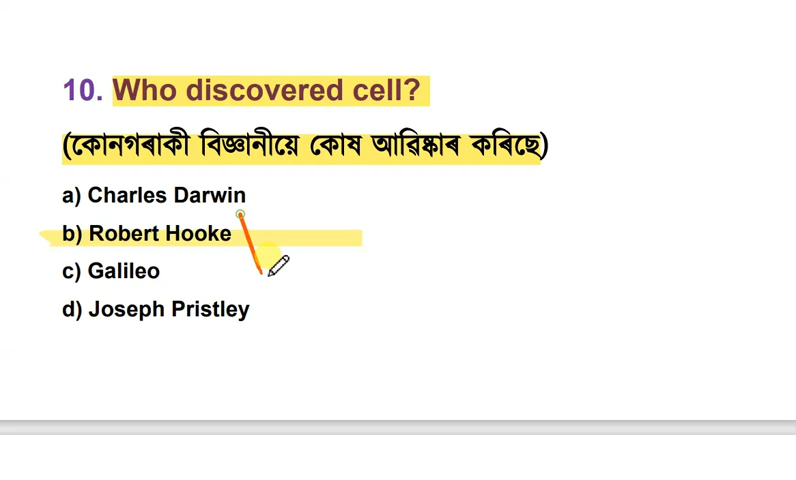 10. Who discovered cell?
(কোনগৰাকী বিজ্ঞানীয়ে কোষ আৱিষ্কাৰ কৰিছে)
a) Charles Darwin
b) Robert Hooke
c) Galileo
d) Joseph Pristley